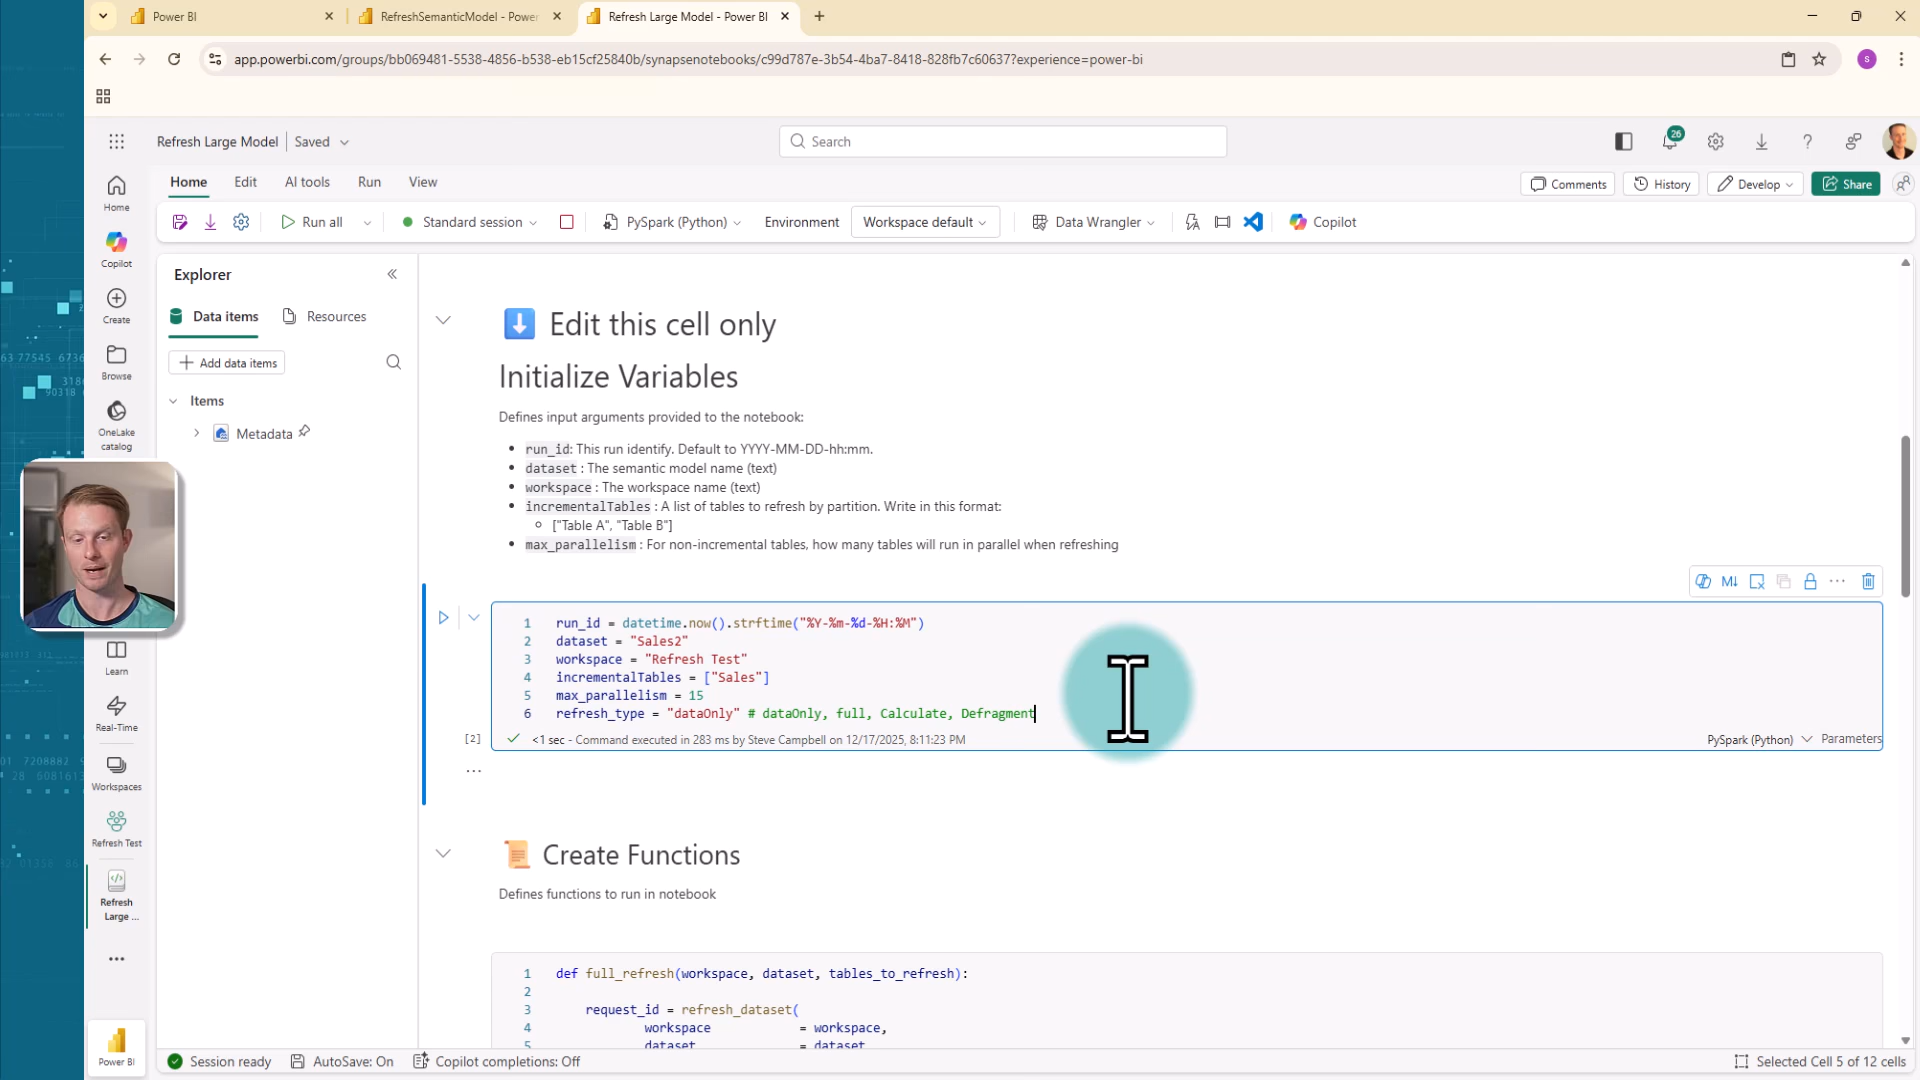 Power BI
RefreshSemanticModel - Power
Refresh Large Model - Power BI
app.powerbi.com/groups/bb069481-5538-4856-b538-eb15cf25840b/synapsenotebooks/c99d787e-3b54-4ba7-8418-828fb7c60637?experience=power-bi
S
Refresh Large Model
Saved
Search
26
Home
Edit
AI tools
Run
View
Comments
History
Develop
Share
Run all
Standard session
PySpark (Python)
Environment
Workspace default
Data Wrangler
Copilot
Home
Copilot
Create
Browse
OneLake
catalog
Learn
Real-Time
Workspaces
Refresh Test
Refresh
Large ...
Power BI
Explorer
Data items
Resources
Add data items
Items
Metadata
Edit this cell only
Initialize Variables
Defines input arguments provided to the notebook:
• run_id: This run identify. Default to YYYY-MM-DD-hh:mm.
• dataset : The semantic model name (text)
• workspace : The workspace name (text)
• incrementalTables : A list of tables to refresh by partition. Write in this format:
["Table A", "Table B"]
• max_parallelism : For non-incremental tables, how many tables will run in parallel when refreshing
1 run_id = datetime.now().strftime("%Y-%m-%d-%H:%M")
2 dataset = "Sales2"
3 workspace = "Refresh Test"
4 incrementalTables = ["Sales"]
5 max_parallelism = 15
6 refresh_type = "dataOnly" # dataOnly, full, Calculate, Defragment
[2]
<1 sec - Command executed in 283 ms by Steve Campbell on 12/17/2025, 8:11:23 PM
PySpark (Python)
Parameters
Create Functions
Defines functions to run in notebook
1 def full_refresh(workspace, dataset, tables_to_refresh):
2
3 request_id = refresh_dataset(
4 workspace = workspace,
5 dataset = dataset
Session ready
AutoSave: On
Copilot completions: Off
Selected Cell 5 of 12 cells